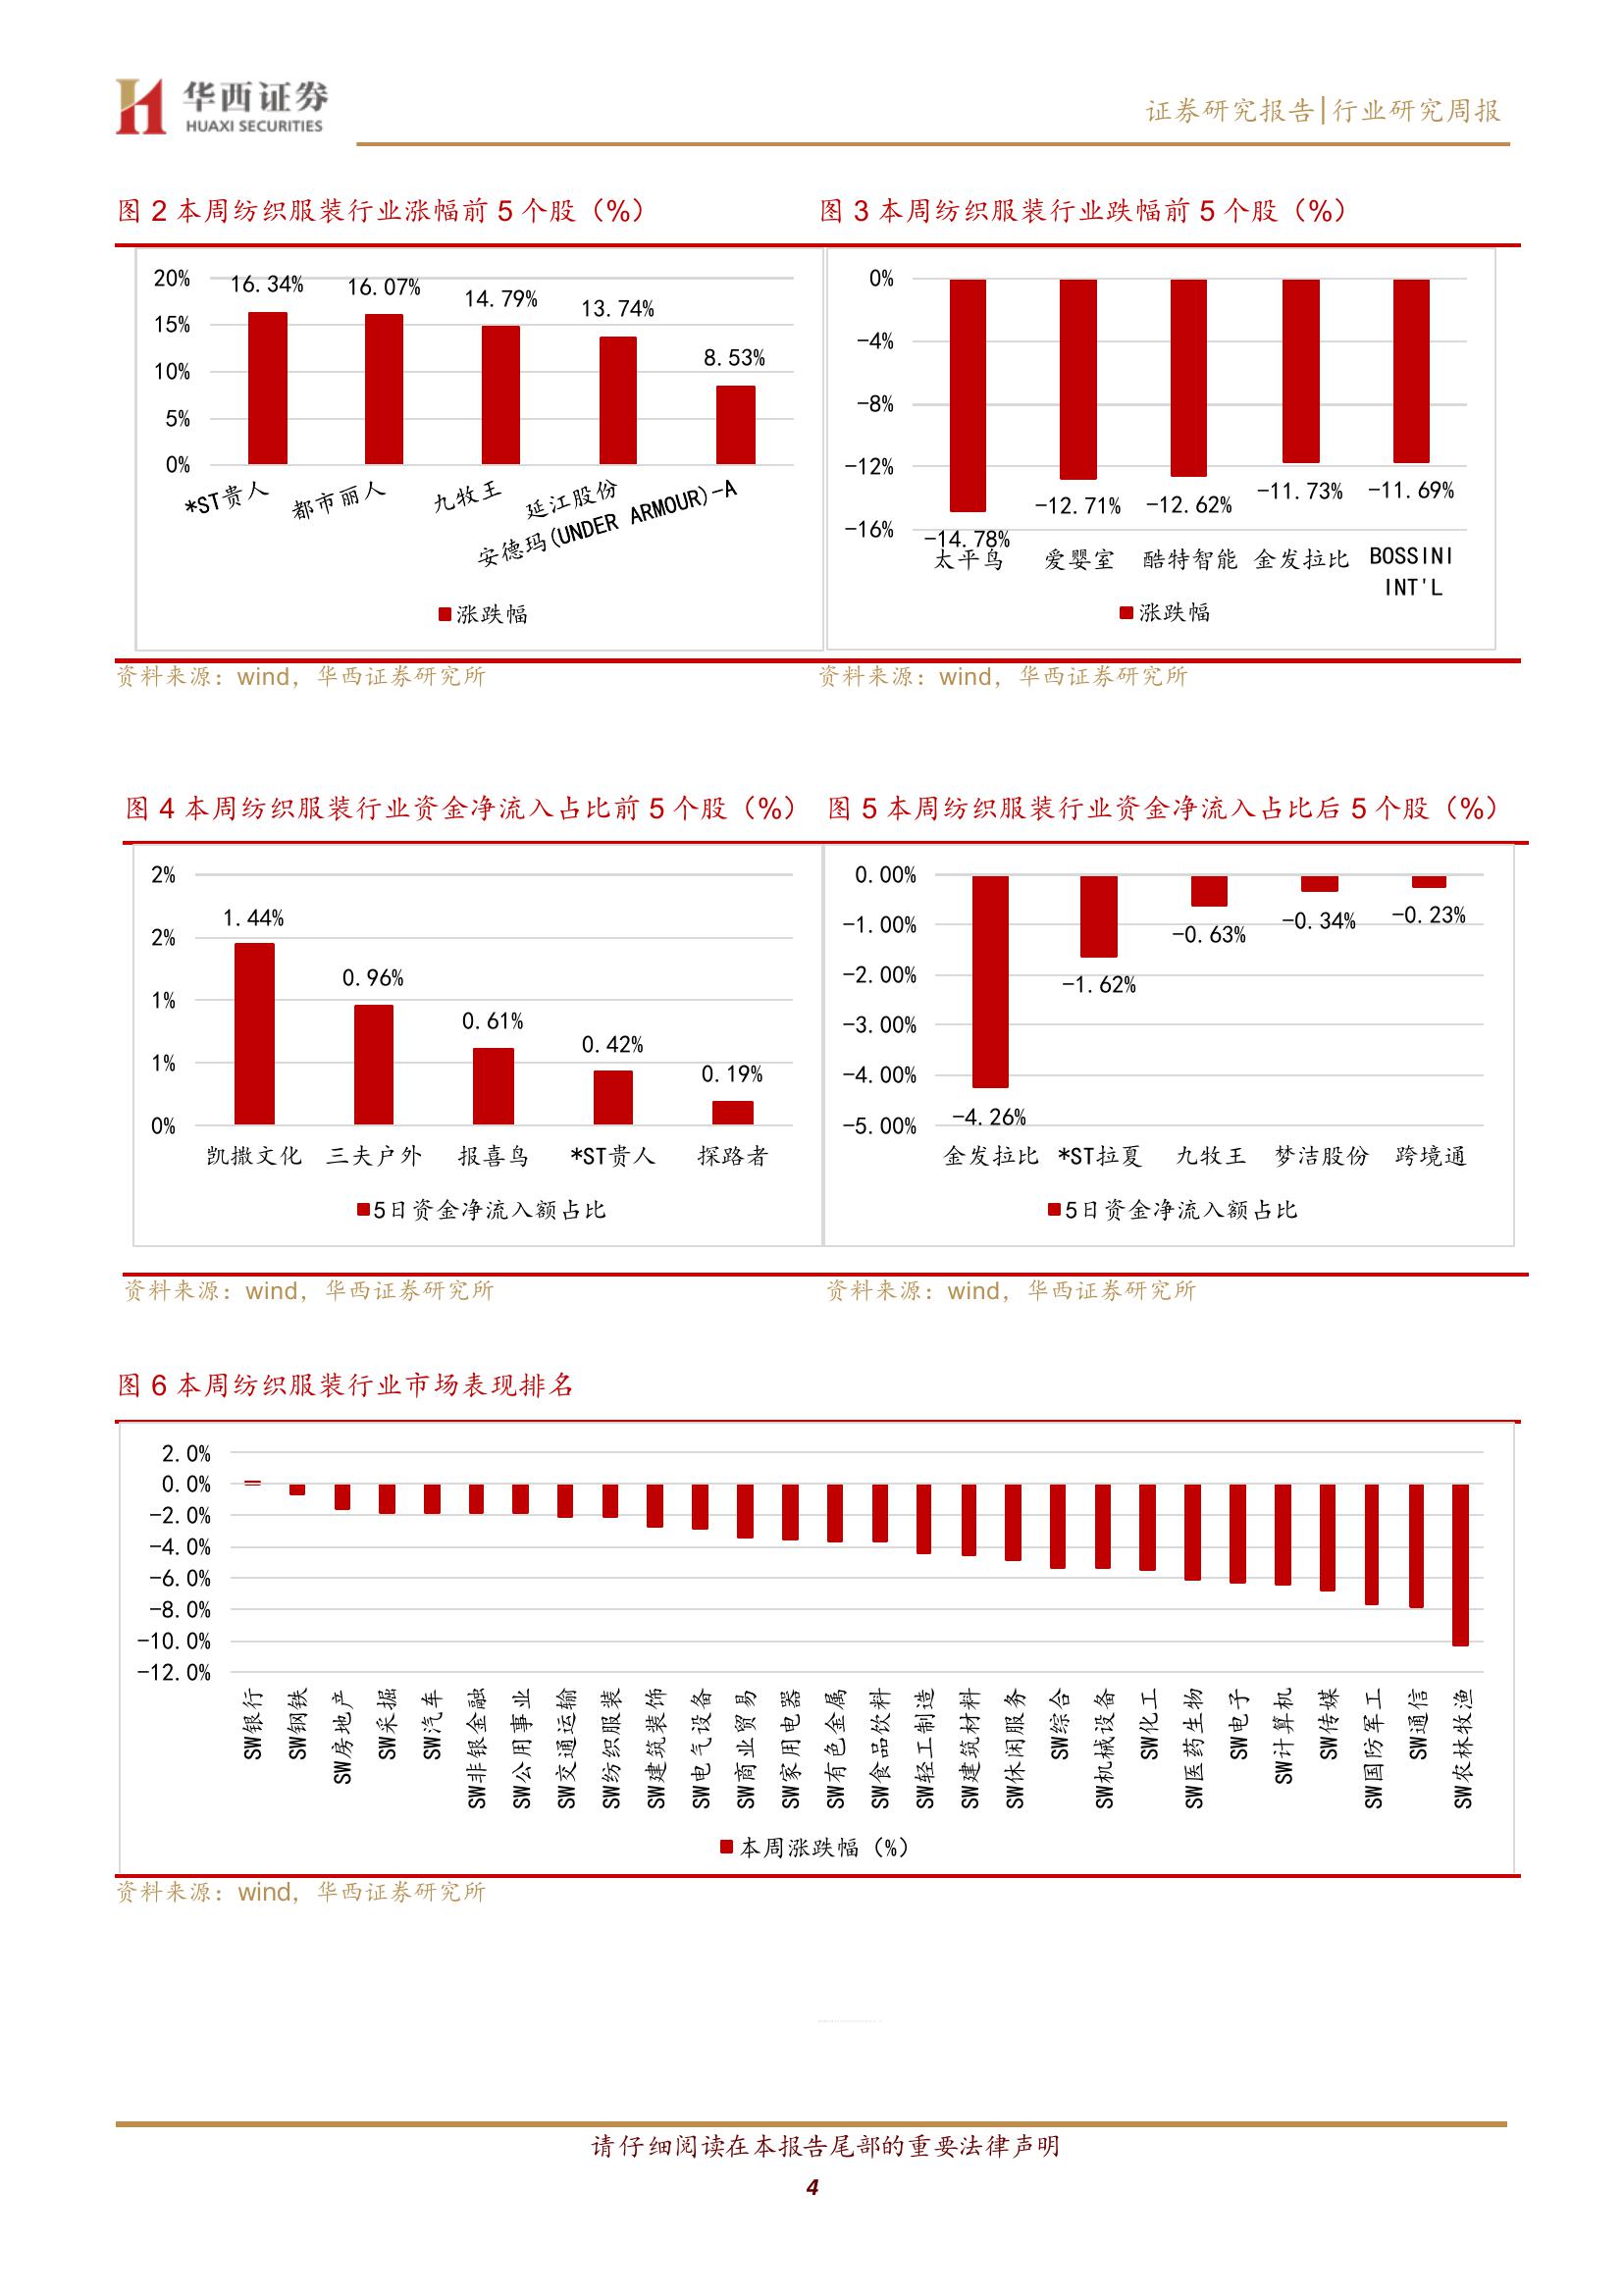 华西证券
HUAXI SECURITIES
证券研究报告|行业研究周报
图 2 本周纺织服装行业涨幅前 5 个股（%）
20%
15%
10%
5%
0%
16.34%
16.07%
14.79%
13.74%
8.53%
*ST贵人
都市丽人
九牧王
延江股份
安德玛(UNDER ARMOUR)-A
涨跌幅
资料来源：wind，华西证券研究所
图 3 本周纺织服装行业跌幅前 5 个股（%）
0%
-4%
-8%
-12%
-16%
-14.78%
-12.71%
-12.62%
-11.73%
-11.69%
太平鸟
爱婴室
酷特智能
金发拉比
BOSSINI
INT'L
涨跌幅
资料来源：wind，华西证券研究所
图 4 本周纺织服装行业资金净流入占比前 5 个股（%）
2%
2%
1%
1%
0%
1.44%
0.96%
0.61%
0.42%
0.19%
凯撒文化
三夫户外
报喜鸟
*ST贵人
探路者
5日资金净流入额占比
资料来源：wind，华西证券研究所
图 5 本周纺织服装行业资金净流入占比后 5 个股（%）
0.00%
-1.00%
-2.00%
-3.00%
-4.00%
-5.00%
-4.26%
-1.62%
-0.63%
-0.34%
-0.23%
金发拉比
*ST拉夏
九牧王
梦洁股份
跨境通
5日资金净流入额占比
资料来源：wind，华西证券研究所
图 6 本周纺织服装行业市场表现排名
2.0%
0.0%
-2.0%
-4.0%
-6.0%
-8.0%
-10.0%
-12.0%
SW银行
SW钢铁
SW房地产
SW采掘
SW汽车
SW非银金融
SW公用事业
SW交通运输
SW纺织服装
SW建筑装饰
SW电气设备
SW商业贸易
SW家用电器
SW有色金属
SW食品饮料
SW轻工制造
SW建筑材料
SW休闲服务
SW综合
SW机械设备
SW化工
SW医药生物
SW电子
SW计算机
SW传媒
SW国防军工
SW通信
SW农林牧渔
本周涨跌幅（%）
资料来源：wind，华西证券研究所
请仔细阅读在本报告尾部的重要法律声明
4